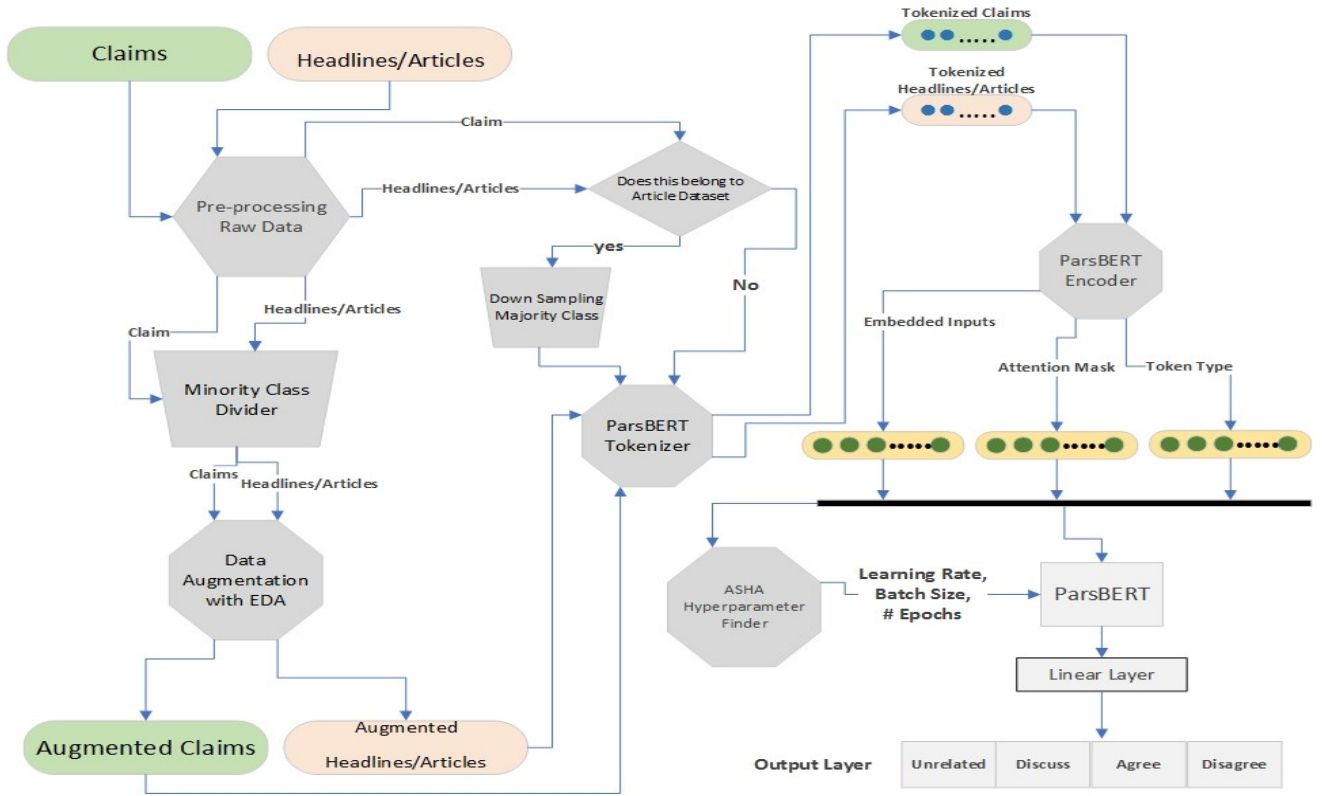 Claims
Headlines/Articles
Tokenized Claims
Tokenized
Headlines/Articles
Claim
Pre-processing
Raw Data
Headlines/Articles
Does this belong to
Article Dataset
yes
No
Down Sampling
Majority Class
Headlines/Articles
Claim
Minority Class
Divider
Claims
Headlines/Articles
ParsBERT
Tokenizer
ParsBERT
Encoder
Embedded Inputs
Attention Mask
Token Type
Data
Augmentation
with EDA
ASHA
Hyperparameter
Finder
Learning Rate,
Batch Size,
# Epochs
ParsBERT
Linear Layer
Augmented Claims
Augmented
Headlines/Articles
Output Layer
Unrelated
Discuss
Agree
Disagree